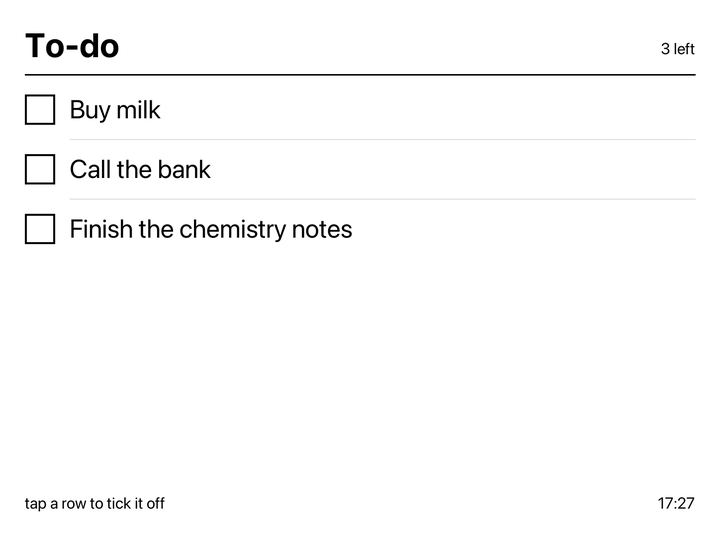 To-do
3 left
Buy milk
Call the bank
Finish the chemistry notes
tap a row to tick it off
17:27